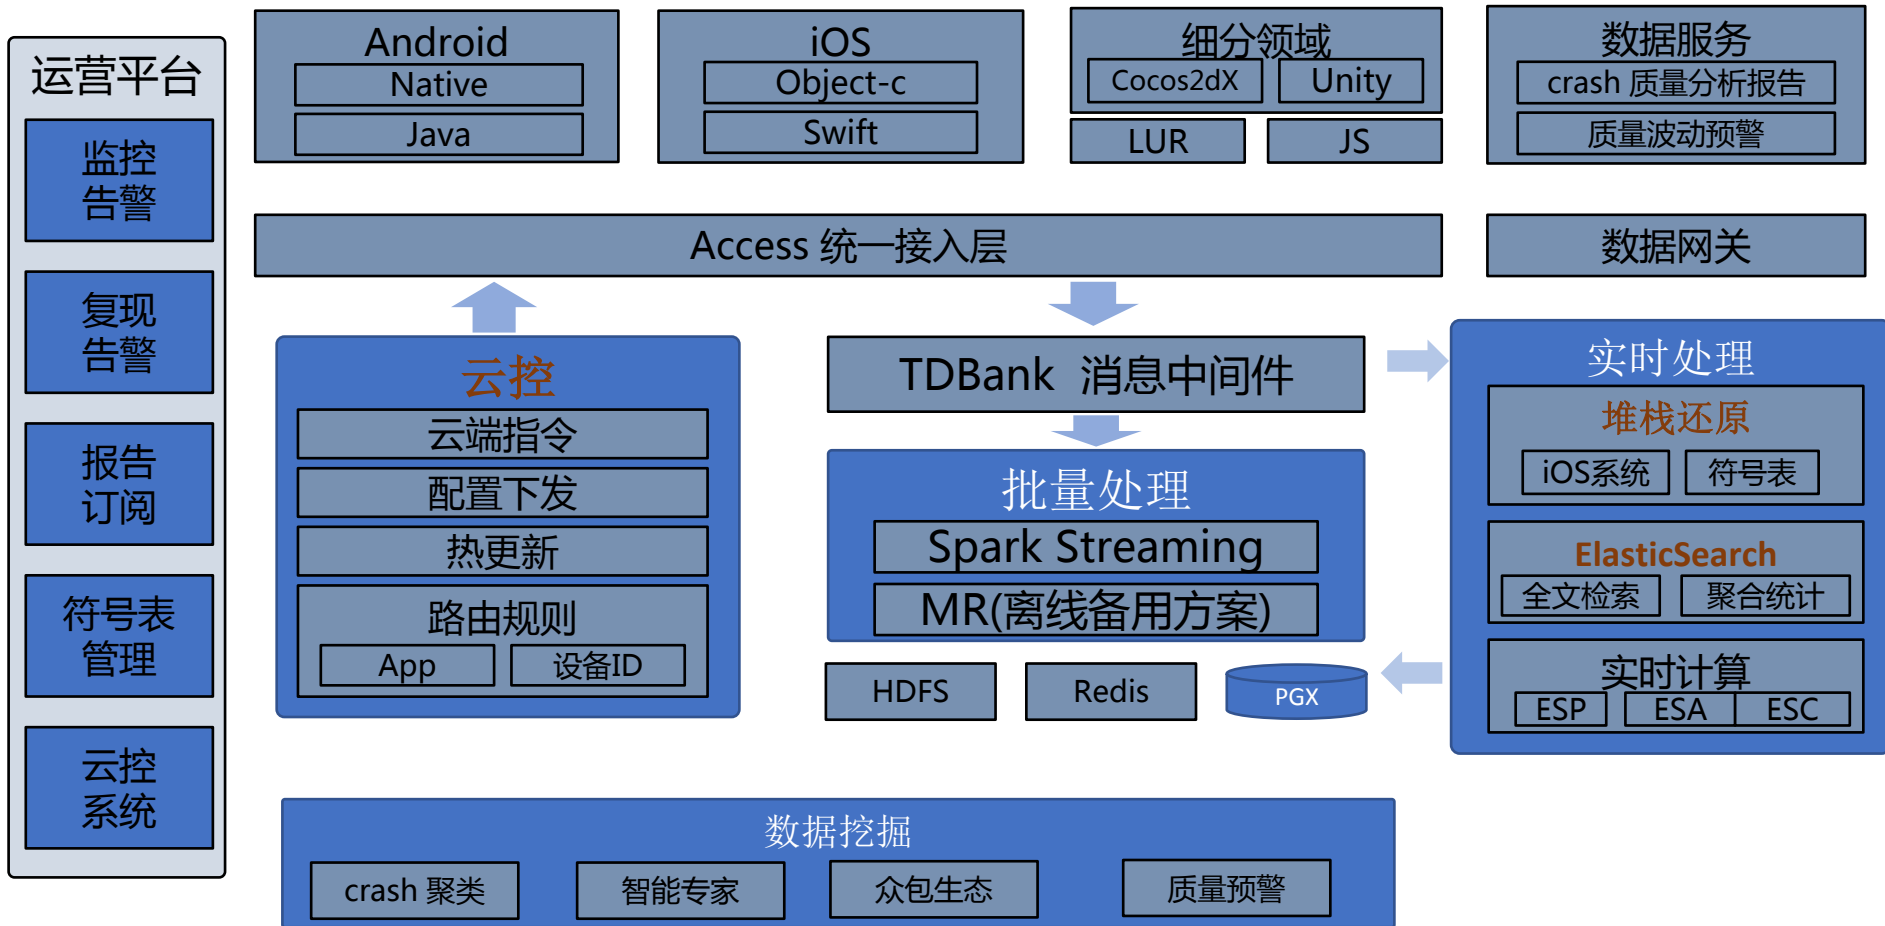 运营平台
监控
告警
复现
告警
报告
订阅
符号表
管理
云控
系统
Android
Native
Java
iOS
Object-c
Swift
细分领域
Cocos2dX
Unity
LUR
JS
数据服务
crash 质量分析报告
质量波动预警
Access 统一接入层
数据网关
云控
云端指令
配置下发
热更新
路由规则
App
设备ID
TDBank 消息中间件
批量处理
Spark Streaming
MR(离线备用方案)
HDFS
Redis
PGX
实时处理
堆栈还原
iOS系统
符号表
ElasticSearch
全文检索
聚合统计
实时计算
ESP
ESA
ESC
数据挖掘
crash 聚类
智能专家
众包生态
质量预警